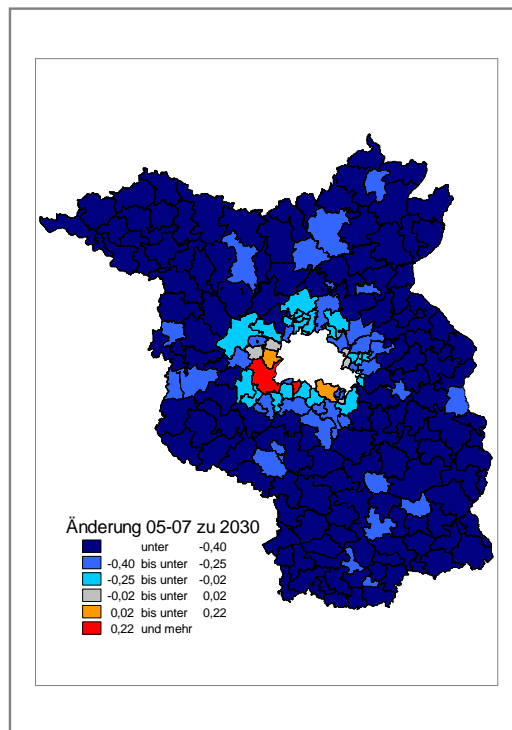 Änderung 05-07 zu 2030
unter -0,40
-0,40 bis unter -0,25
-0,25 bis unter -0,02
-0,02 bis unter 0,02
0,02 bis unter 0,22
0,22 und mehr